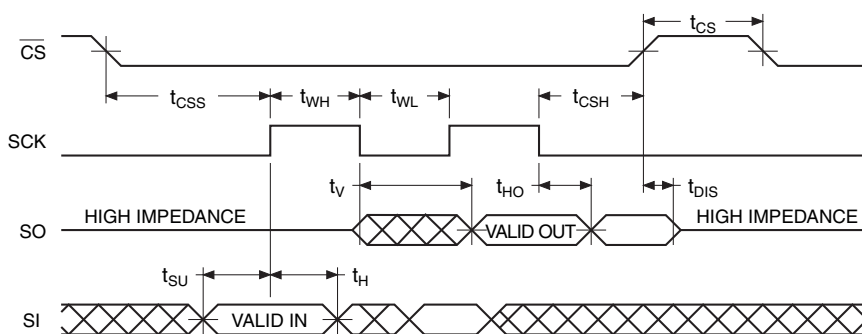 CS
tCS
tCSS
tWH
tWL
tCSH
SCK
tV
tHO
tDIS
SO
HIGH IMPEDANCE
VALID OUT
HIGH IMPEDANCE
tSU
tH
SI
VALID IN